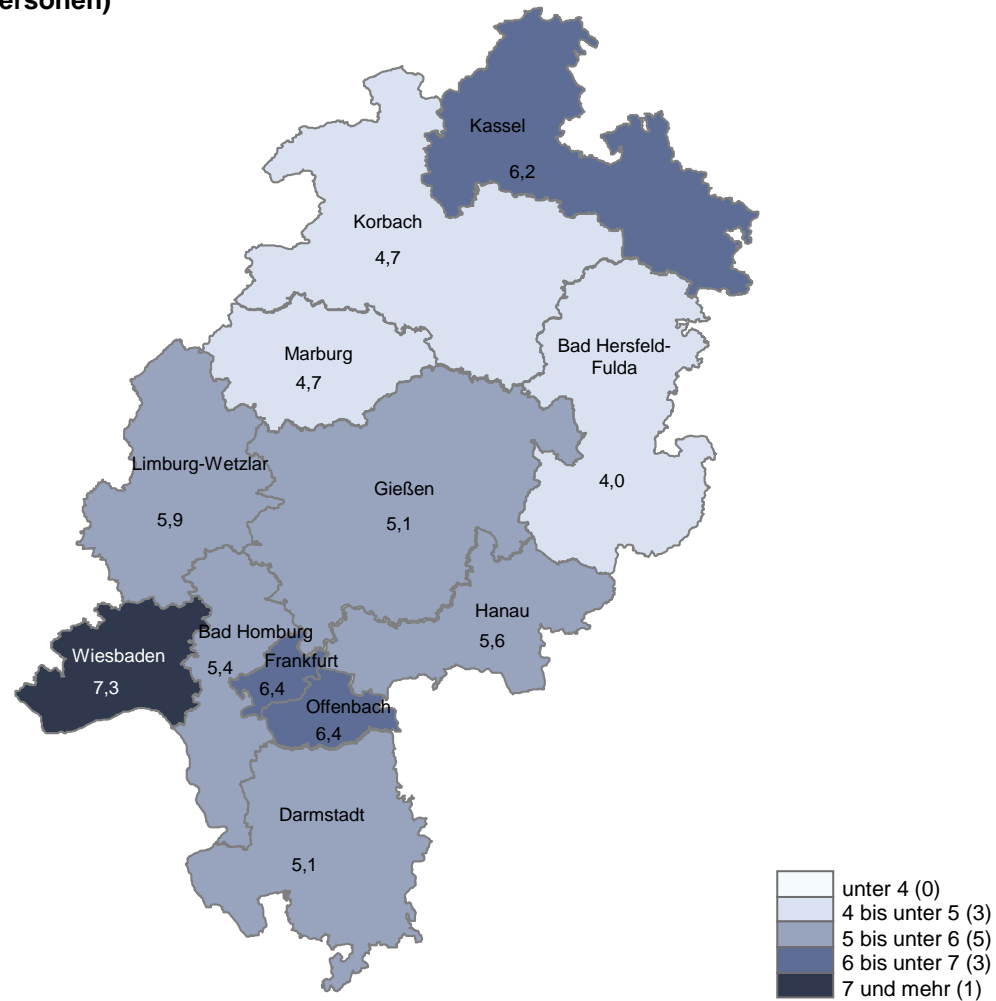 ersonen)
Kassel
6,2
Korbach
4,7
Bad Hersfeld-
Fulda
4,0
Marburg
4,7
Limburg-Wetzlar
5,9
Gießen
5,1
Hanau
5,6
Bad Homburg
5,4
Wiesbaden
7,3
Frankfurt
6,4
Offenbach
6,4
Darmstadt
5,1
unter 4 (0)
4 bis unter 5 (3)
5 bis unter 6 (5)
6 bis unter 7 (3)
7 und mehr (1)